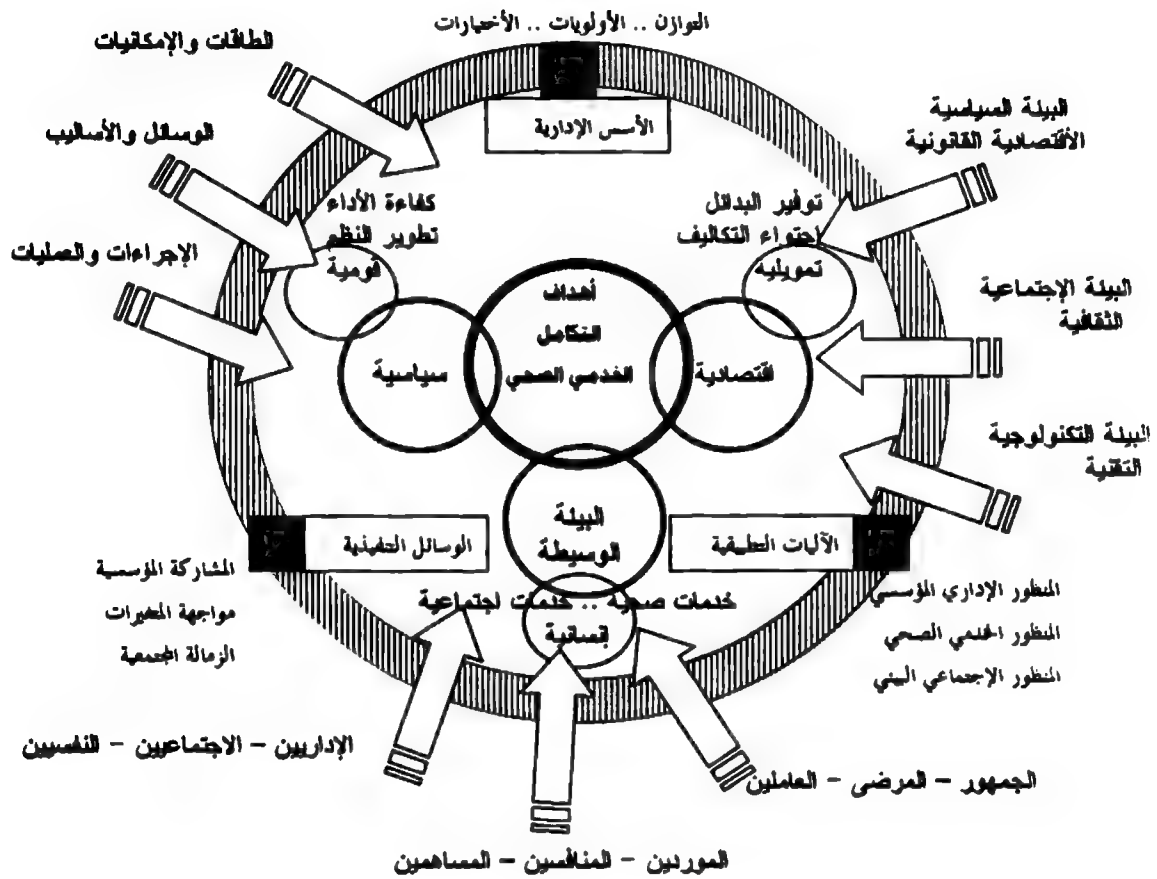 التوازن .. الأولويات .. الأختيارات
الأسس الإدارية
الطاقات والإمكانيات
الوسائل والأساليب
الإجراءات والعمليات
البيئة السياسية
الأقتصادية القانونية
البيئة الإجتماعية
الثقافية
البيئة التكنولوجية
التقنية
توفير البدائل
احتواء التكاليف
تمويلية
كفاءة الأداء
تطوير النظم
قومية
أهداف
التكامل
الخدمي الصحي
اقتصادية
سياسية
البيئة
الوسيطة
الآليات التطبيقية
الوسائل التنفيذية
خدمات صحية .. خدمات اجتماعية
إنسانية
المنظور الإداري المؤسسي
المنظور الخدمي الصحي
المنظور الإجتماعي البيئي
المشاركة المؤسسية
مواجهة المتغيرات
الزمالة المجتمعية
الجمهور – المرضى – العاملين
الإداريين – الاجتماعيين – النفسيين
الموردين – المنافسين – المساهمين